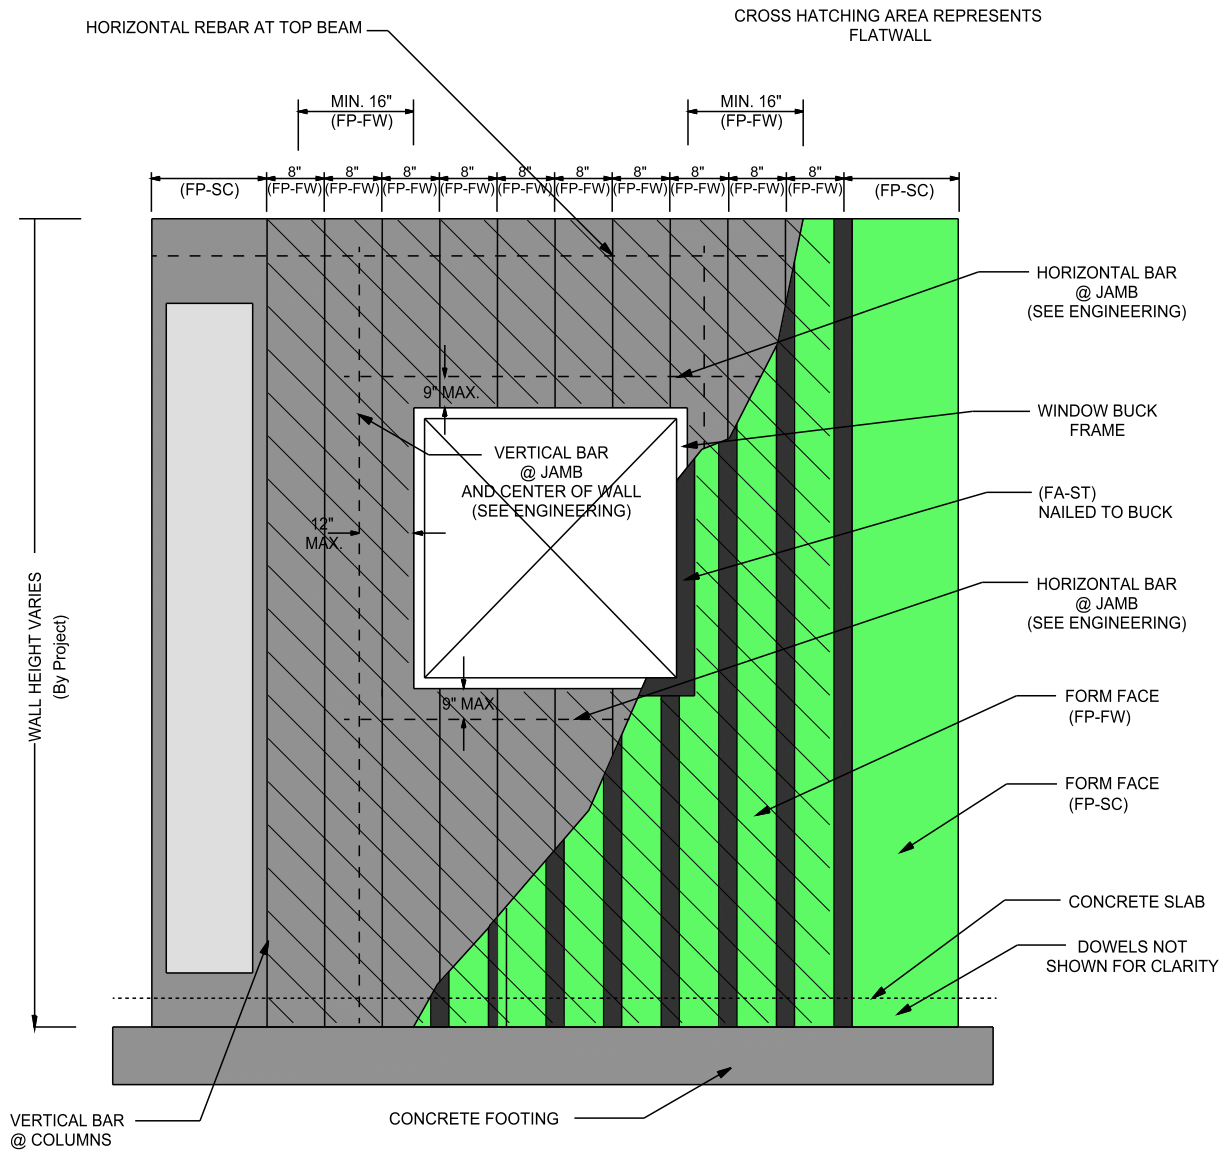 CROSS HATCHING AREA REPRESENTS
FLATWALL
HORIZONTAL REBAR AT TOP BEAM
MIN. 16"
(FP-FW)
MIN. 16"
(FP-FW)
(FP-SC)
8"
(FP-FW)
8"
(FP-FW)
8"
(FP-FW)
8"
(FP-FW)
8"
(FP-FW)
8"
(FP-FW)
8"
(FP-FW)
8"
(FP-FW)
8"
(FP-FW)
8"
(FP-FW)
(FP-SC)
HORIZONTAL BAR
@ JAMB
(SEE ENGINEERING)
9" MAX.
WINDOW BUCK
FRAME
VERTICAL BAR
@ JAMB
AND CENTER OF WALL
(SEE ENGINEERING)
(FA-ST)
NAILED TO BUCK
12"
MAX.
HORIZONTAL BAR
@ JAMB
(SEE ENGINEERING)
WALL HEIGHT VARIES
(By Project)
9" MAX
FORM FACE
(FP-FW)
FORM FACE
(FP-SC)
CONCRETE SLAB
DOWELS NOT
SHOWN FOR CLARITY
VERTICAL BAR
@ COLUMNS
CONCRETE FOOTING